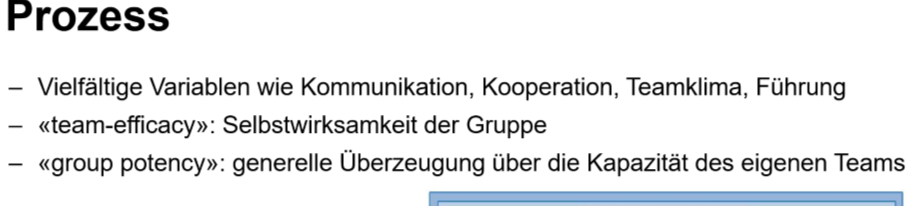 Prozess
– Vielfältige Variablen wie Kommunikation, Kooperation, Teamklima, Führung
– «team-efficacy»: Selbstwirksamkeit der Gruppe
– «group potency»: generelle Überzeugung über die Kapazität des eigenen Teams